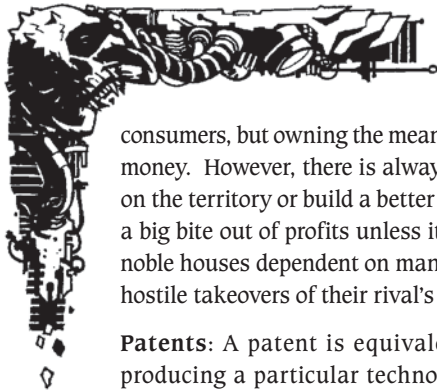 consumers, but owning the mean
money. However, there is alway
on the territory or build a better
a big bite out of profits unless it
noble houses dependent on man
hostile takeovers of their rival's
Patents: A patent is equivale
producing a particular techno